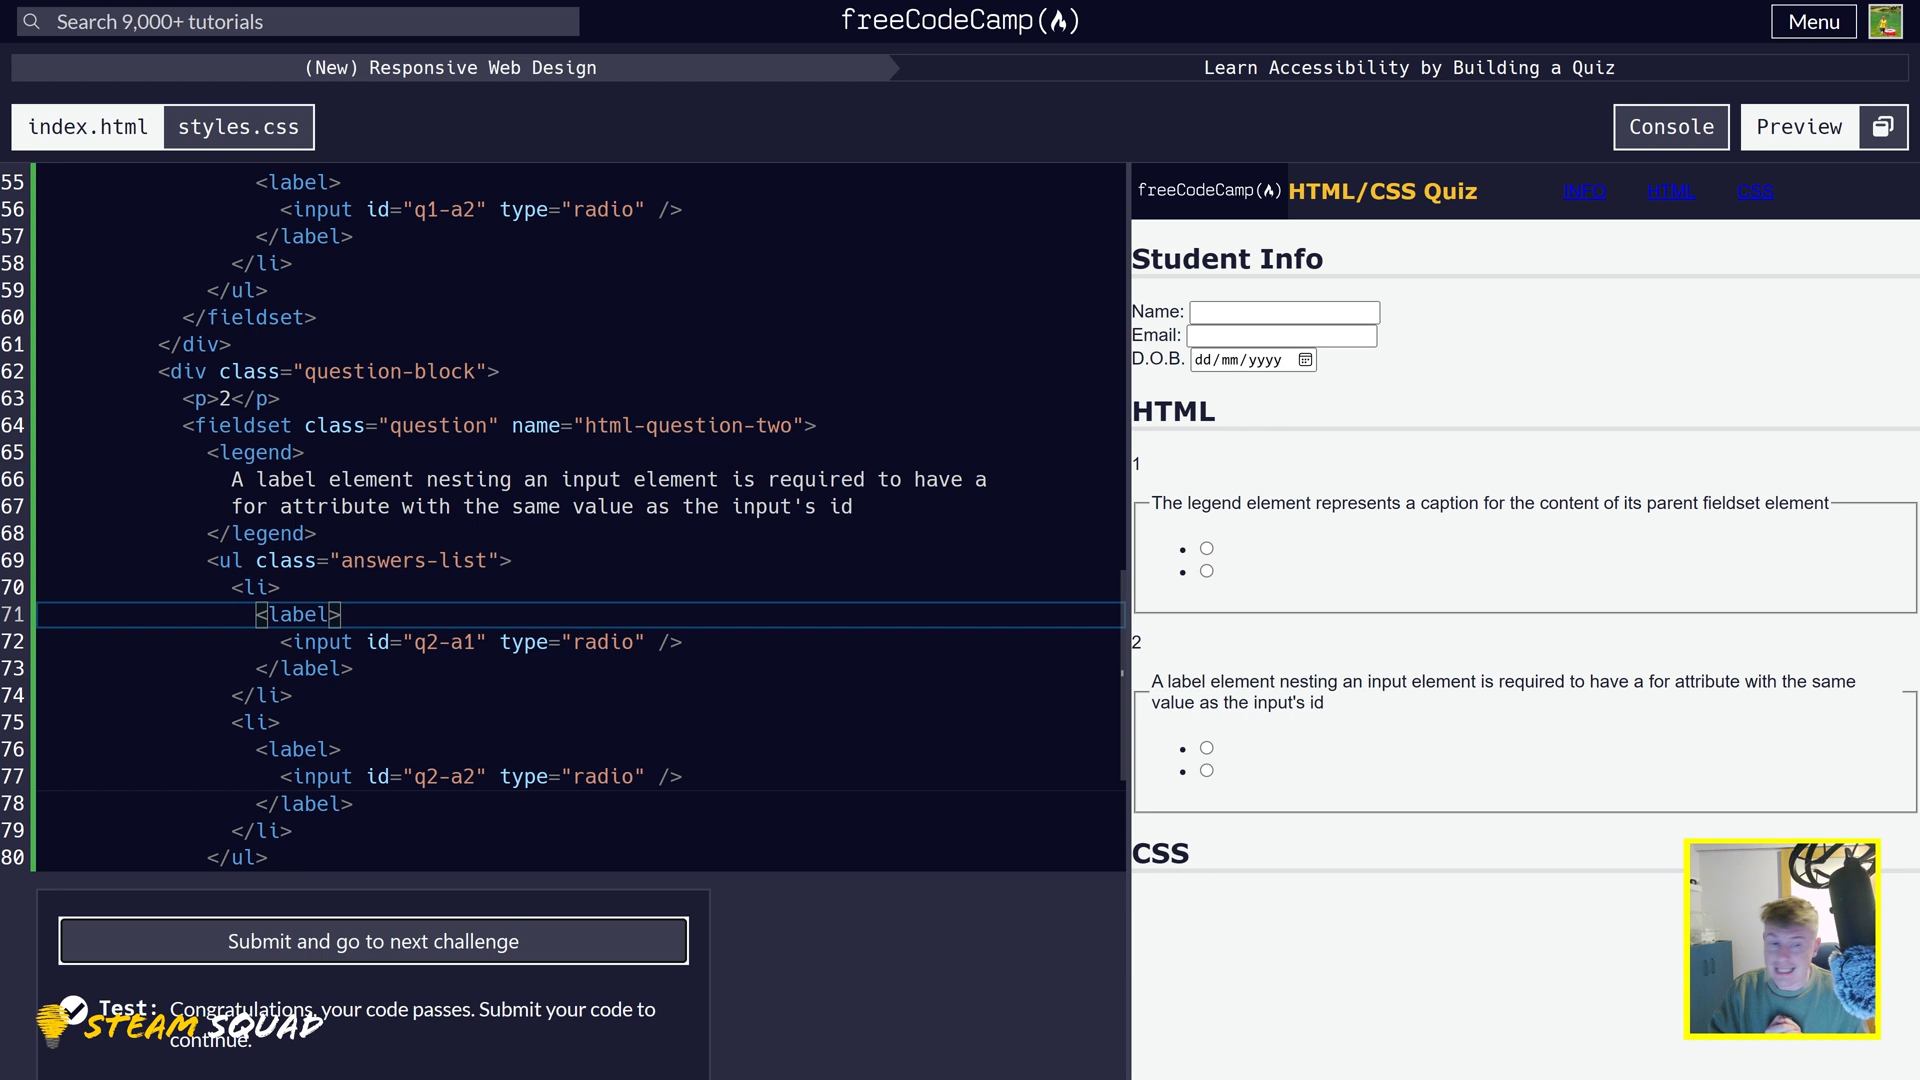 Search 9,000+ tutorials
freeCodeCamp
Menu
(New) Responsive Web Design
Learn Accessibility by Building a Quiz
index.html
styles.css
Console
Preview
55 <label>
56 <input id="q1-a2" type="radio" />
57 </label>
58 </li>
59 </ul>
60 </fieldset>
61 </div>
62 <div class="question-block">
63 <p>2</p>
64 <fieldset class="question" name="html-question-two">
65 <legend>
66 A label element nesting an input element is required to have a
67 for attribute with the same value as the input's id
68 </legend>
69 <ul class="answers-list">
70 <li>
71 <label>
72 <input id="q2-a1" type="radio" />
73 </label>
74 </li>
75 <li>
76 <label>
77 <input id="q2-a2" type="radio" />
78 </label>
79 </li>
80 </ul>
Submit and go to next challenge
Test: Congratulations, your code passes. Submit your code to
continue.
STEAM SQUAD
freeCodeCamp HTML/CSS Quiz INFO HTML CSS
Student Info
Name:
Email:
D.O.B. dd/mm/yyyy
HTML
1
The legend element represents a caption for the content of its parent fieldset element
2
A label element nesting an input element is required to have a for attribute with the same
value as the input's id
CSS